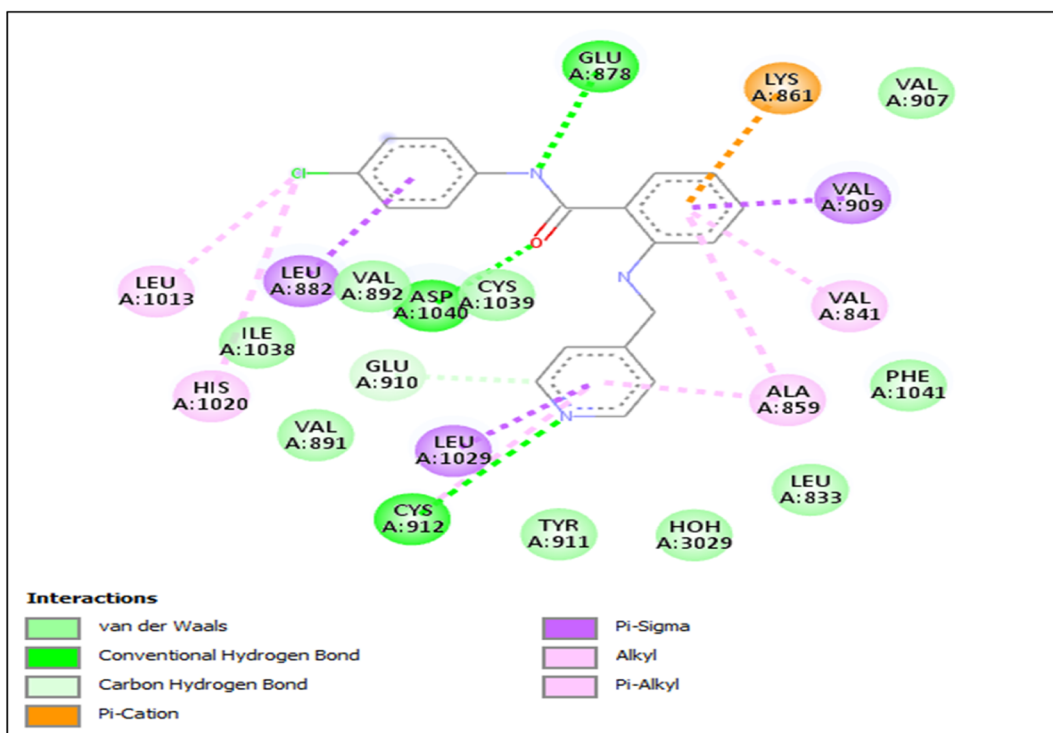 GLU
A:878
LYS
A:861
VAL
A:907
Cl
N
VAL
A:909
O
LEU
A:1013
LEU
A:882
VAL
A:892
ASP
A:1040
CYS
A:1039
N
VAL
A:841
ILE
A:1038
HIS
A:1020
GLU
A:910
ALA
A:859
PHE
A:1041
N
VAL
A:891
LEU
A:1029
LEU
A:833
CYS
A:912
TYR
A:911
HOH
A:3029
Interactions
van der Waals
Conventional Hydrogen Bond
Carbon Hydrogen Bond
Pi-Cation
Pi-Sigma
Alkyl
Pi-Alkyl